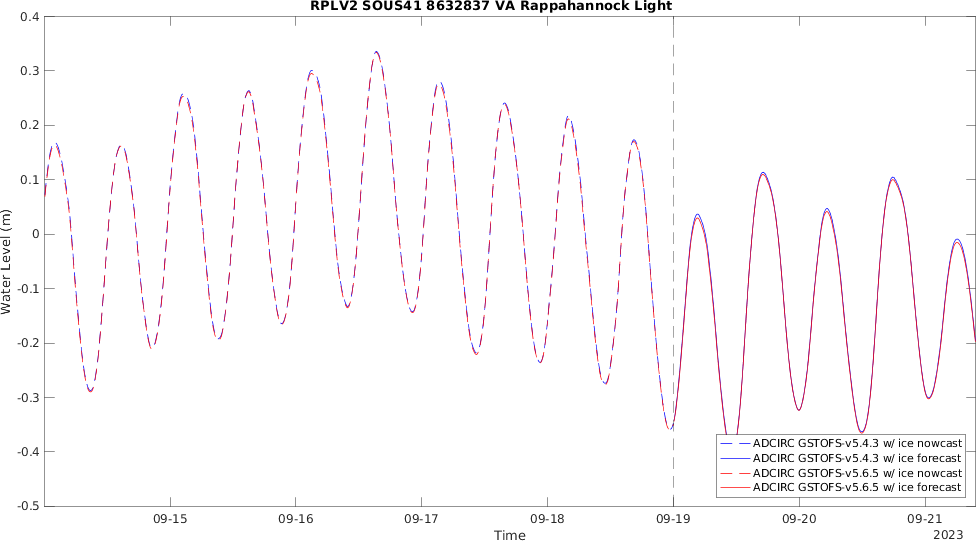 RPLV2 SOUS41 8632837 VA Rappahannock Light
0.4
0.3
0.2
0.1
0
-0.1
-0.2
-0.3
-0.4
-0.5
Water Level (m)
ADCIRC GSTOFS-v5.4.3 w/ ice nowcast
ADCIRC GSTOFS-v5.4.3 w/ ice forecast
ADCIRC GSTOFS-v5.6.5 w/ ice nowcast
ADCIRC GSTOFS-v5.6.5 w/ ice forecast
09-15 09-16 09-17 09-18 09-19 09-20 09-21
Time
2023